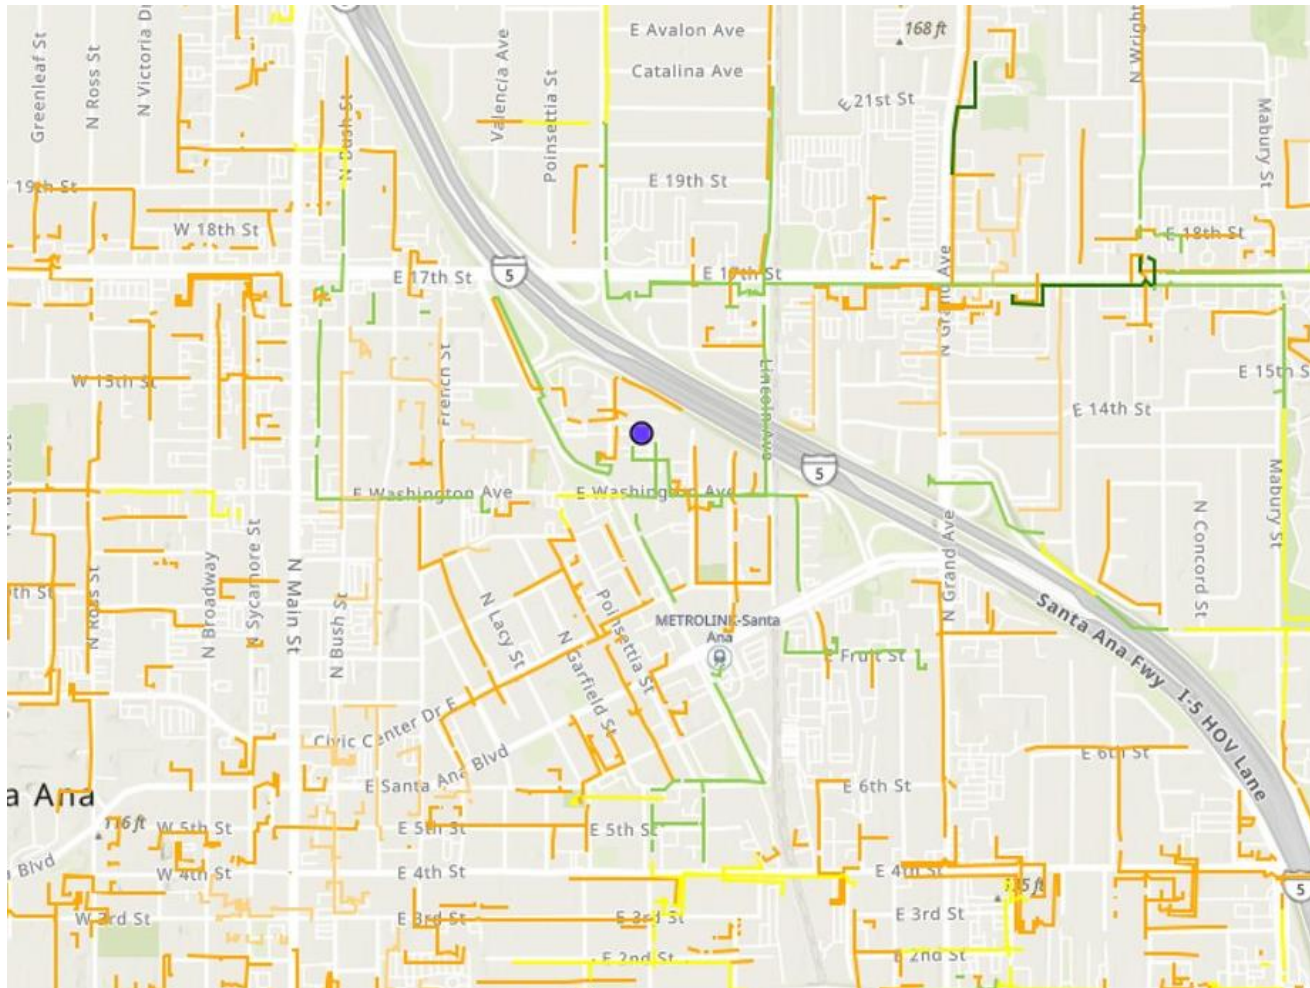 E Avalon Ave
168 ft
Catalina Ave
Greenleaf St
N Ross St
N Victoria Dr
N Bush St
Valencia Ave
Poinsettia St
E 21st St
N Wright
Mabury St
E 19th St
19th St
W 18th St
E 18th St
E 17th St
5
E 17th St
N Grand Ave
French St
Lincoln Ave
W 15th St
E 15th S
E 14th St
5
E Washington Ave
E Washington Ave
N Main St
N Sycamore St
N Broadway
N Ross St
N Bush St
N Lacy St
N Garfield St
Poinsettia St
METROLINK-Santa
Ana
N Grand Ave
N Concord St
Mabury St
th St
E Fruit St
Santa Ana Fwy
I-5 HOV Lane
Civic Center Dr E
E Santa Ana Blvd
E 6th St
E 6th St
a Ana
116 ft
W 5th St
E 5th St
E 5th St
Blvd
W 4th St
E 4th St
E 4th St
5
W 3rd St
E 3rd St
E 3rd St
E 3rd St
E 2nd St
E 2nd St